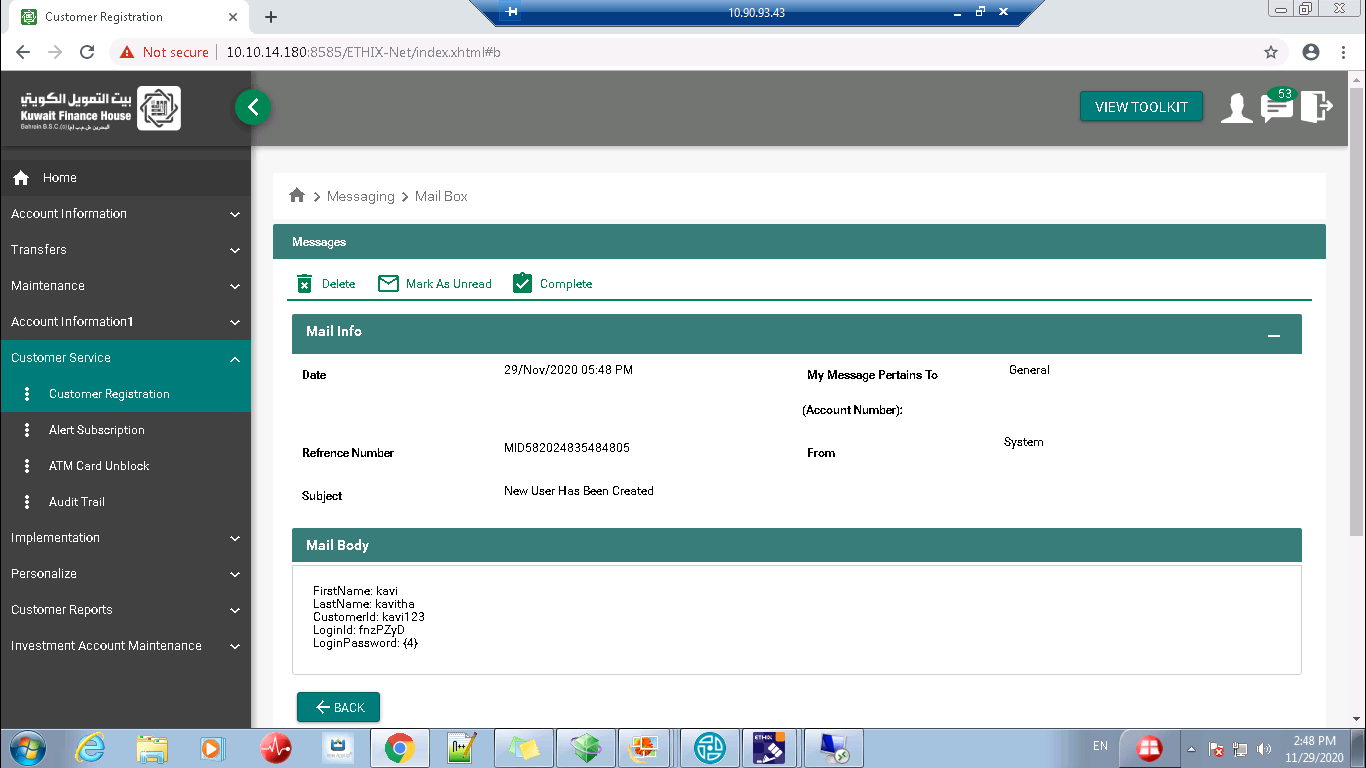 Customer Registration
10.90.93.43
Not secure
10.10.14.180:8585/ETHIX-Net/index.xhtml#b
بيت التمويل الكويتي
Kuwait Finance House
VIEW TOOLKIT
53
Home
Account Information
Transfers
Maintenance
Account Information1
Customer Service
Customer Registration
Alert Subscription
ATM Card Unblock
Audit Trail
Implementation
Personalize
Customer Reports
Investment Account Maintenance
Messaging
Mail Box
Messages
Delete
Mark As Unread
Complete
Mail Info
Date
29/Nov/2020 05:48 PM
My Message Pertains To
General
(Account Number):
Refrence Number
MID582024835484805
From
System
Subject
New User Has Been Created
Mail Body
FirstName: kavi
LastName: kavitha
CustomerId: kavi123
LoginId: fnzPZyD
LoginPassword: {4}
BACK
ETHIX
EN
2:48 PM
11/29/2020